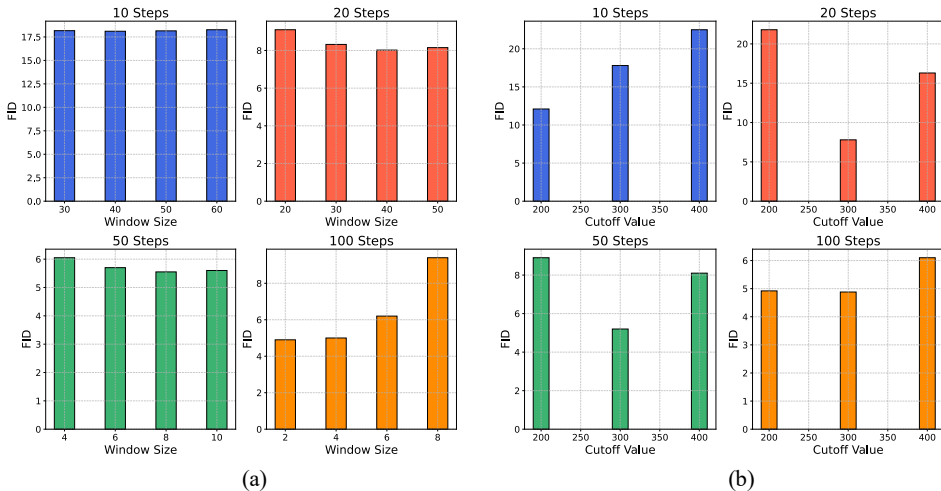 10 Steps
FID
17.5
15.0
12.5
10.0
7.5
5.0
2.5
0.0
30 40 50 60
Window Size
20 Steps
FID
8
6
4
2
0
20 30 40 50
Window Size
50 Steps
FID
6
5
4
3
2
1
0
4 6 8 10
Window Size
100 Steps
FID
8
6
4
2
0
2 4 6 8
Window Size
(a)
10 Steps
FID
20
15
10
5
0
200 250 300 350 400
Cutoff Value
20 Steps
FID
20
15
10
5
0
200 250 300 350 400
Cutoff Value
50 Steps
FID
8
6
4
2
0
200 250 300 350 400
Cutoff Value
100 Steps
FID
6
5
4
3
2
1
0
200 250 300 350 400
Cutoff Value
(b)